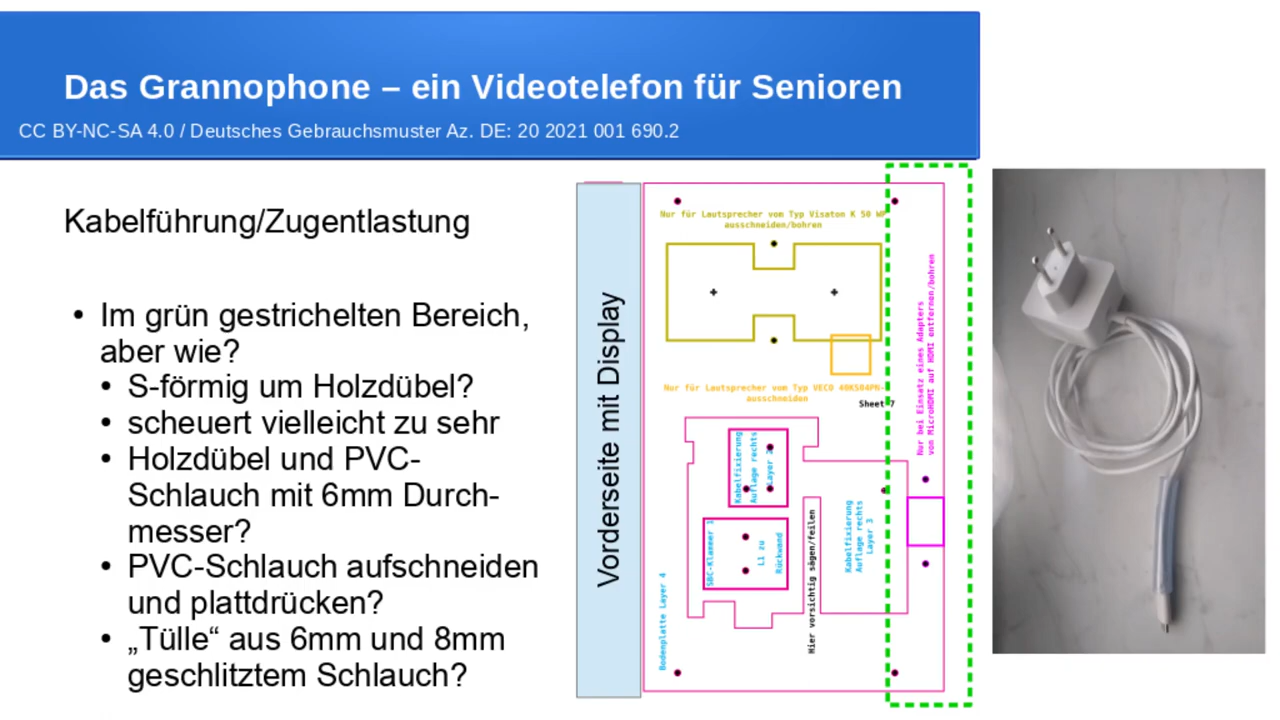 Das Grannophone – ein Videotelefon für Senioren
CC BY-NC-SA 4.0 / Deutsches Gebrauchsmuster Az. DE: 20 2021 001 690.2
Kabelführung/Zugentlastung
• Im grün gestrichelten Bereich,
aber wie?
• S-förmig um Holzdübel?
• scheuert vielleicht zu sehr
• Holzdübel und PVC-
Schlauch mit 6mm Durch-
messer?
• PVC-Schlauch aufschneiden
und plattdrücken?
• „Tülle“ aus 6mm und 8mm
geschlitztem Schlauch?
Vorderseite mit Display
Nur für Lautsprecher vom Typ Visaton K 50 WP
ausschneiden/bohren
Nur für Lautsprecher vom Typ VECO 40KS04PN-
ausschneiden
Sheet 7
Nur bei Einsatz eines Adapters
von MicroHDMI auf HDMI entfernen/bohren
Kabelfixierung
Auflage rechts
Layer 2
SBC-Klammer 1
L1 zu
Rückwand
Hier vorsichtig sägen/feilen
Kabelfixierung
Auflage rechts
Layer 3
Bodenplatte Layer 4